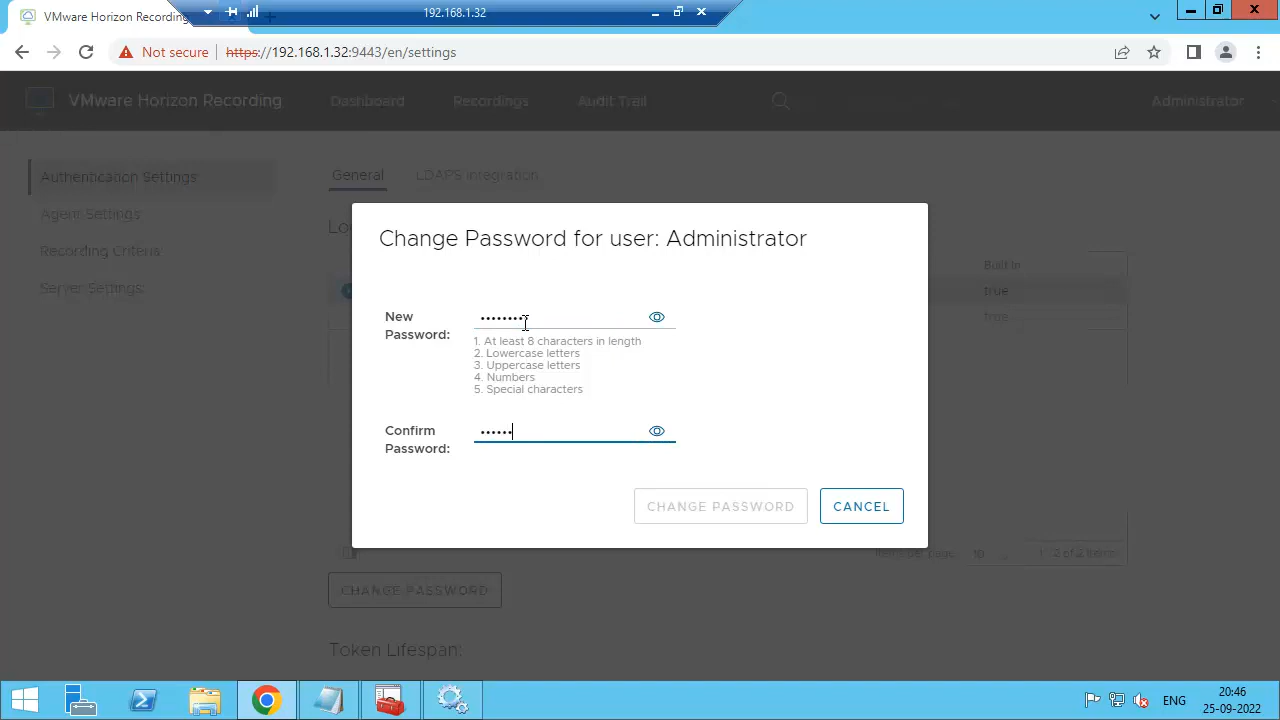 VMware Horizon Recording
192.168.1.32
Not secure
https://192.168.1.32:9443/en/settings
VMware Horizon Recording
Dashboard
Recordings
Audit Trail
Administrator
Authentication Settings
General
LDAPS Integration
Agent Settings
Recording Criteria
Server Settings
Lo
Built In
true
true
Change Password for user: Administrator
New
Password:
1. At least 8 characters in length
2. Lowercase letters
3. Uppercase letters
4. Numbers
5. Special characters
Confirm
Password:
CHANGE PASSWORD
CANCEL
Items per page
10
1 - 2 of 2 items
CHANGE PASSWORD
Token Lifespan:
ENG
20:46
25-09-2022